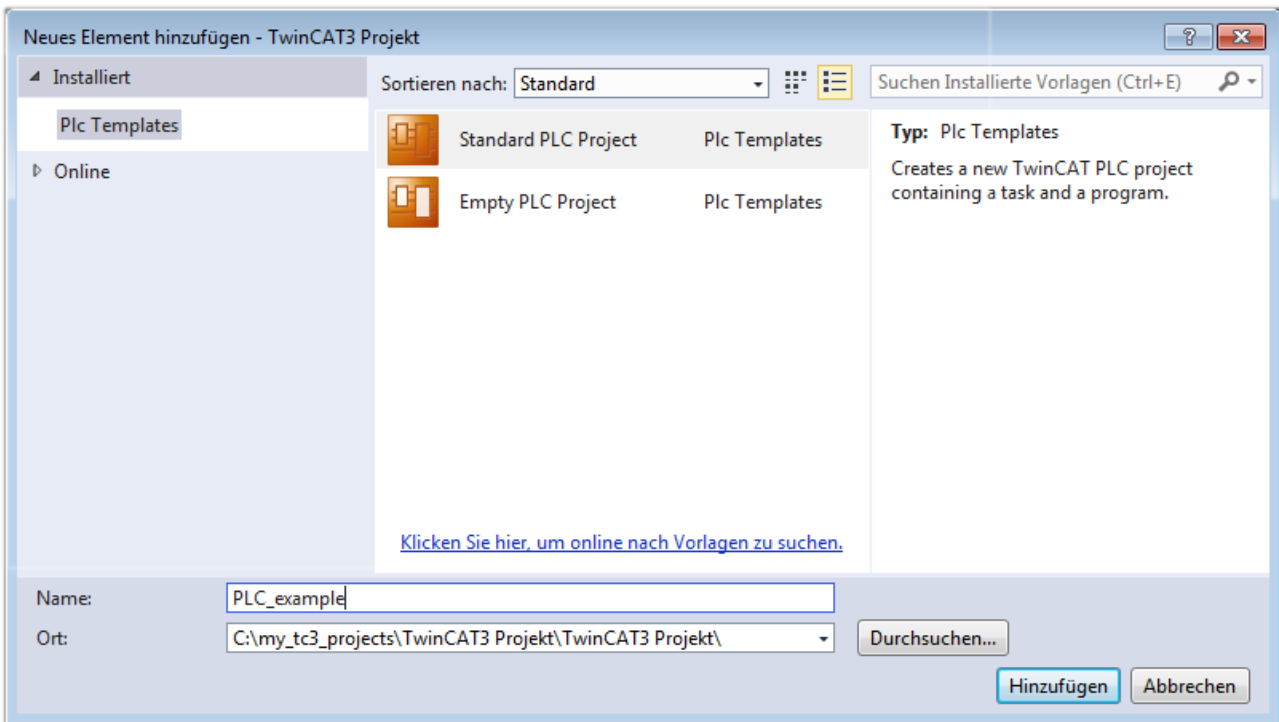 Neues Element hinzufügen - TwinCAT3 Projekt
Installiert
Plc Templates
Online
Sortieren nach: Standard
Suchen Installierte Vorlagen (Ctrl+E)
Standard PLC Project Plc Templates
Empty PLC Project Plc Templates
Klicken Sie hier, um online nach Vorlagen zu suchen.
Typ: Plc Templates
Creates a new TwinCAT PLC project
containing a task and a program.
Name: PLC_example
Ort: C:\my_tc3_projects\TwinCAT3 Projekt\TwinCAT3 Projekt\ Durchsuchen...
Hinzufügen Abbrechen